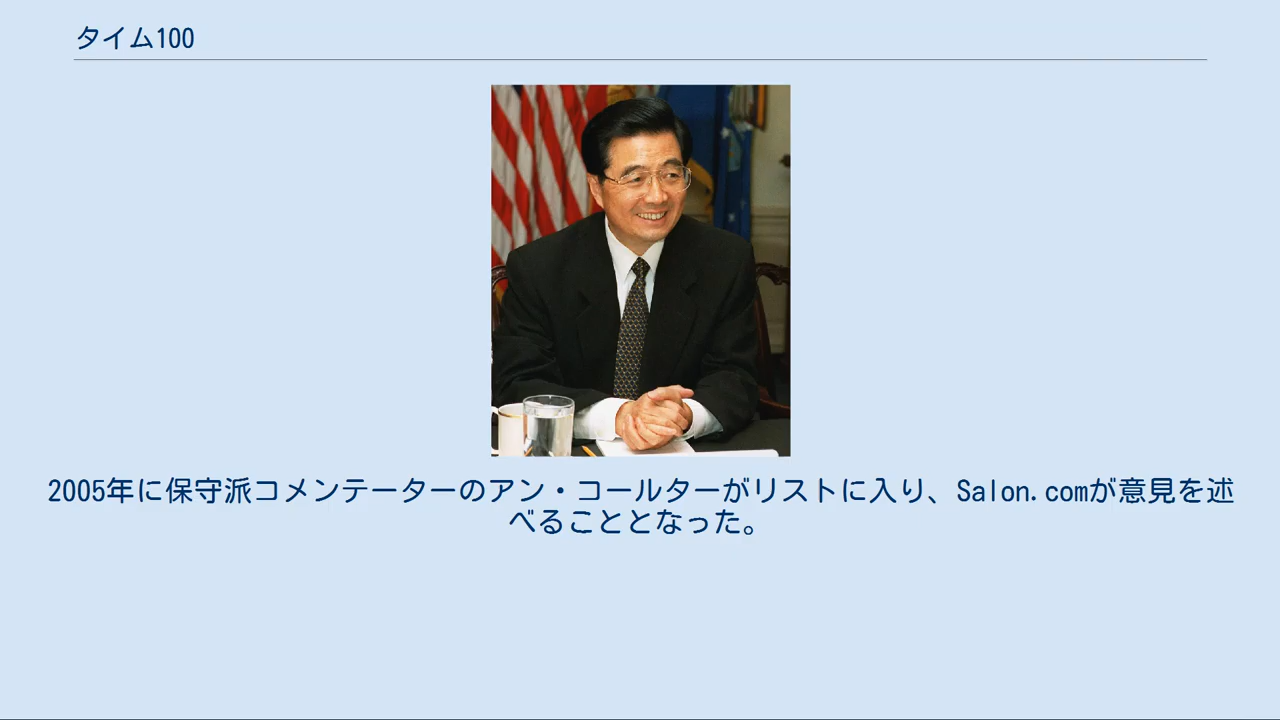 タイム100
2005年に保守派コメンテーターのアン・コールターがリストに入り、Salon.comが意見を述
べることとなった。